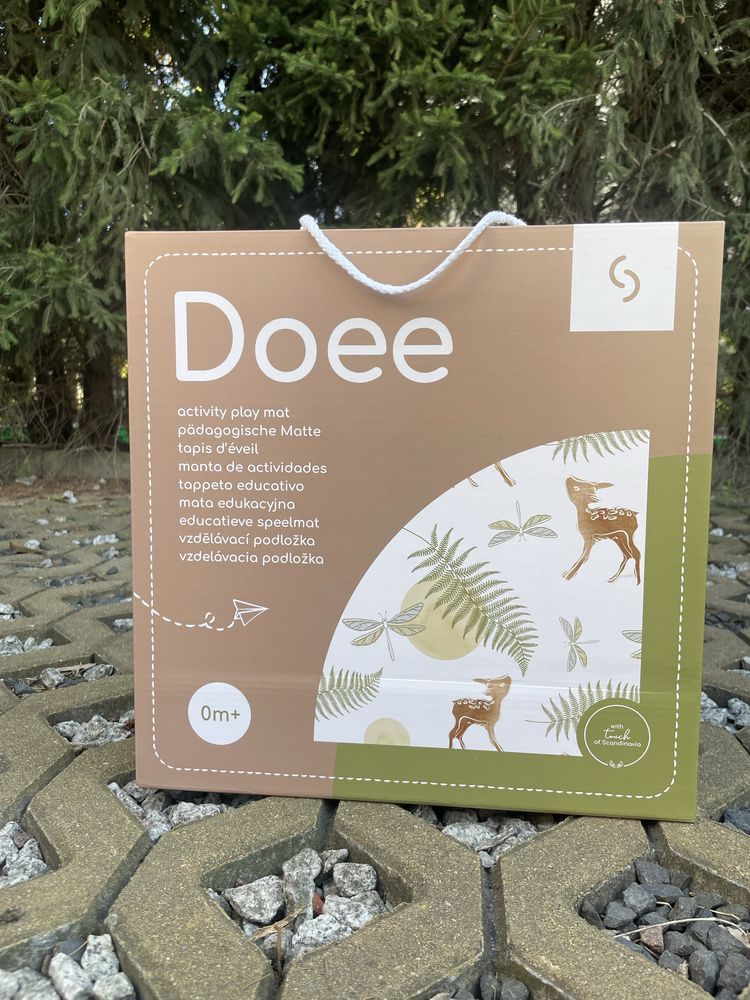 Doee
activity play mat
pädagogische Matte
tapis d'éveil
manta de actividades
tappeto educativo
mata edukacyjna
educatieve speelmat
vzdělávací podložka
vzdelávacia podložka
0m+
with
touch
of Scandinavia